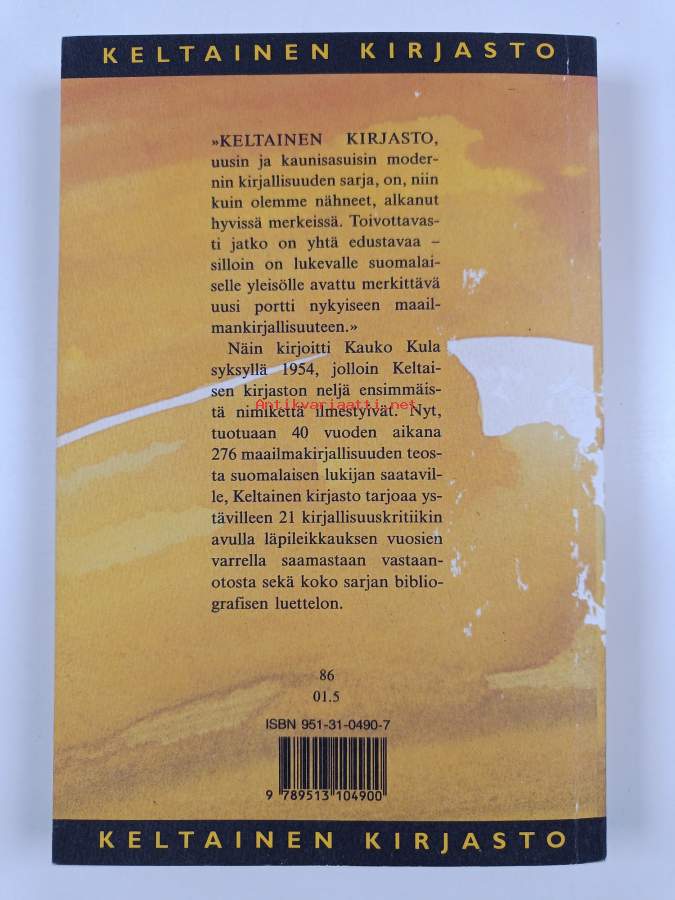 KELTAINEN KIRJASTO
»KELTAINEN KIRJASTO,
uusin ja kaunisasuisin moder-
nin kirjallisuuden sarja, on, niin
kuin olemme nähneet, alkanut
hyvissä merkeissä. Toivottavas-
ti jatko on yhtä edustavaa –
silloin on lukevalle suomalai-
selle yleisölle avattu merkittävä
uusi portti nykyiseen maail-
mankirjallisuuteen.»
Näin kirjoitti Kauko Kula
syksyllä 1954, jolloin Keltai-
sen kirjaston neljä ensimmäis-
tä nimikettä ilmestyivät. Nyt,
Antikvariaatti.net
tuotuaan 40 vuoden aikana
276 maailmakirjallisuuden teos-
ta suomalaisen lukijan saatavil-
le, Keltainen kirjasto tarjoaa ys-
tävilleen 21 kirjallisuuskritiikin
avulla läpileikkauksen vuosien
varrella saamastaan vastaan-
otosta sekä koko sarjan biblio-
grafisen luettelon.
86
01.5
ISBN 951-31-0490-7
9 789513 104900
KELTAINEN KIRJASTO